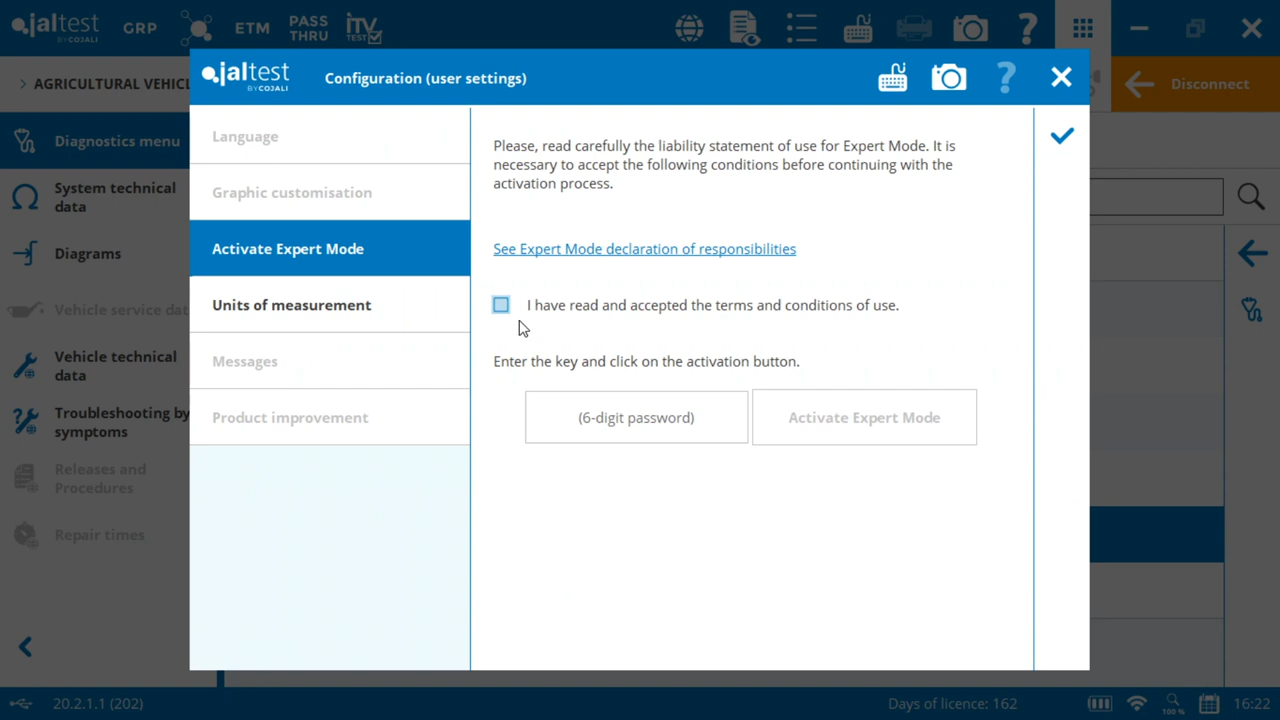 jaltest
BY COJALI
GRP
ETM
PASS
THRU
ITV
TEST
AGRICULTURAL VEHICL
Disconnect
jaltest
BY COJALI
Configuration (user settings)
Diagnostics menu
System technical
data
Diagrams
Vehicle service dat
Vehicle technical
data
Troubleshooting by
symptoms
Releases and
Procedures
Repair times
Language
Graphic customisation
Activate Expert Mode
Units of measurement
Messages
Product improvement
Please, read carefully the liability statement of use for Expert Mode. It is
necessary to accept the following conditions before continuing with the
activation process.
See Expert Mode declaration of responsibilities
I have read and accepted the terms and conditions of use.
Enter the key and click on the activation button.
(6-digit password)
Activate Expert Mode
20.2.1.1 (202)
Days of licence: 162
100 %
16:22